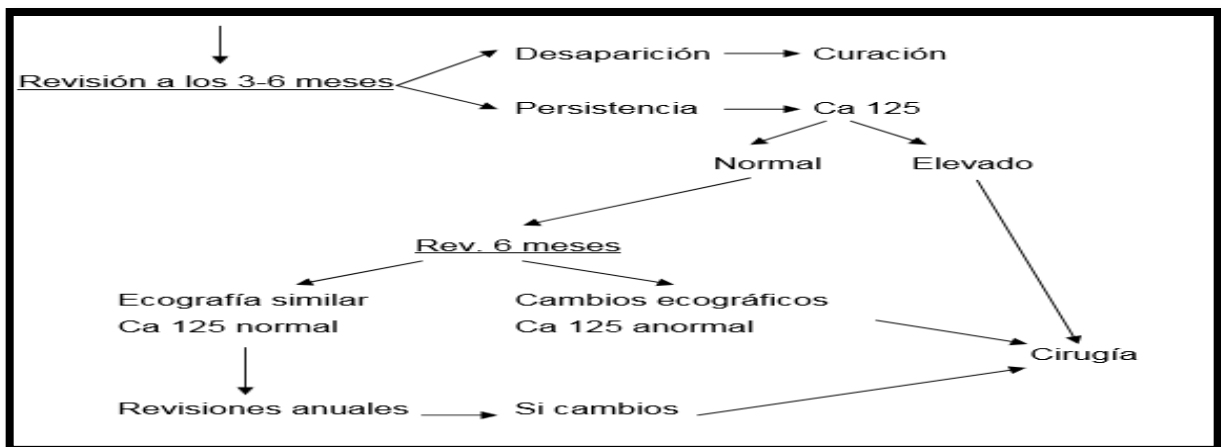 Desaparición
Curación
Revisión a los 3-6 meses
Persistencia
Ca 125
Normal
Elevado
Rev. 6 meses
Ecografía similar
Ca 125 normal
Cambios ecográficos
Ca 125 anormal
Cirugía
Revisiones anuales
Si cambios